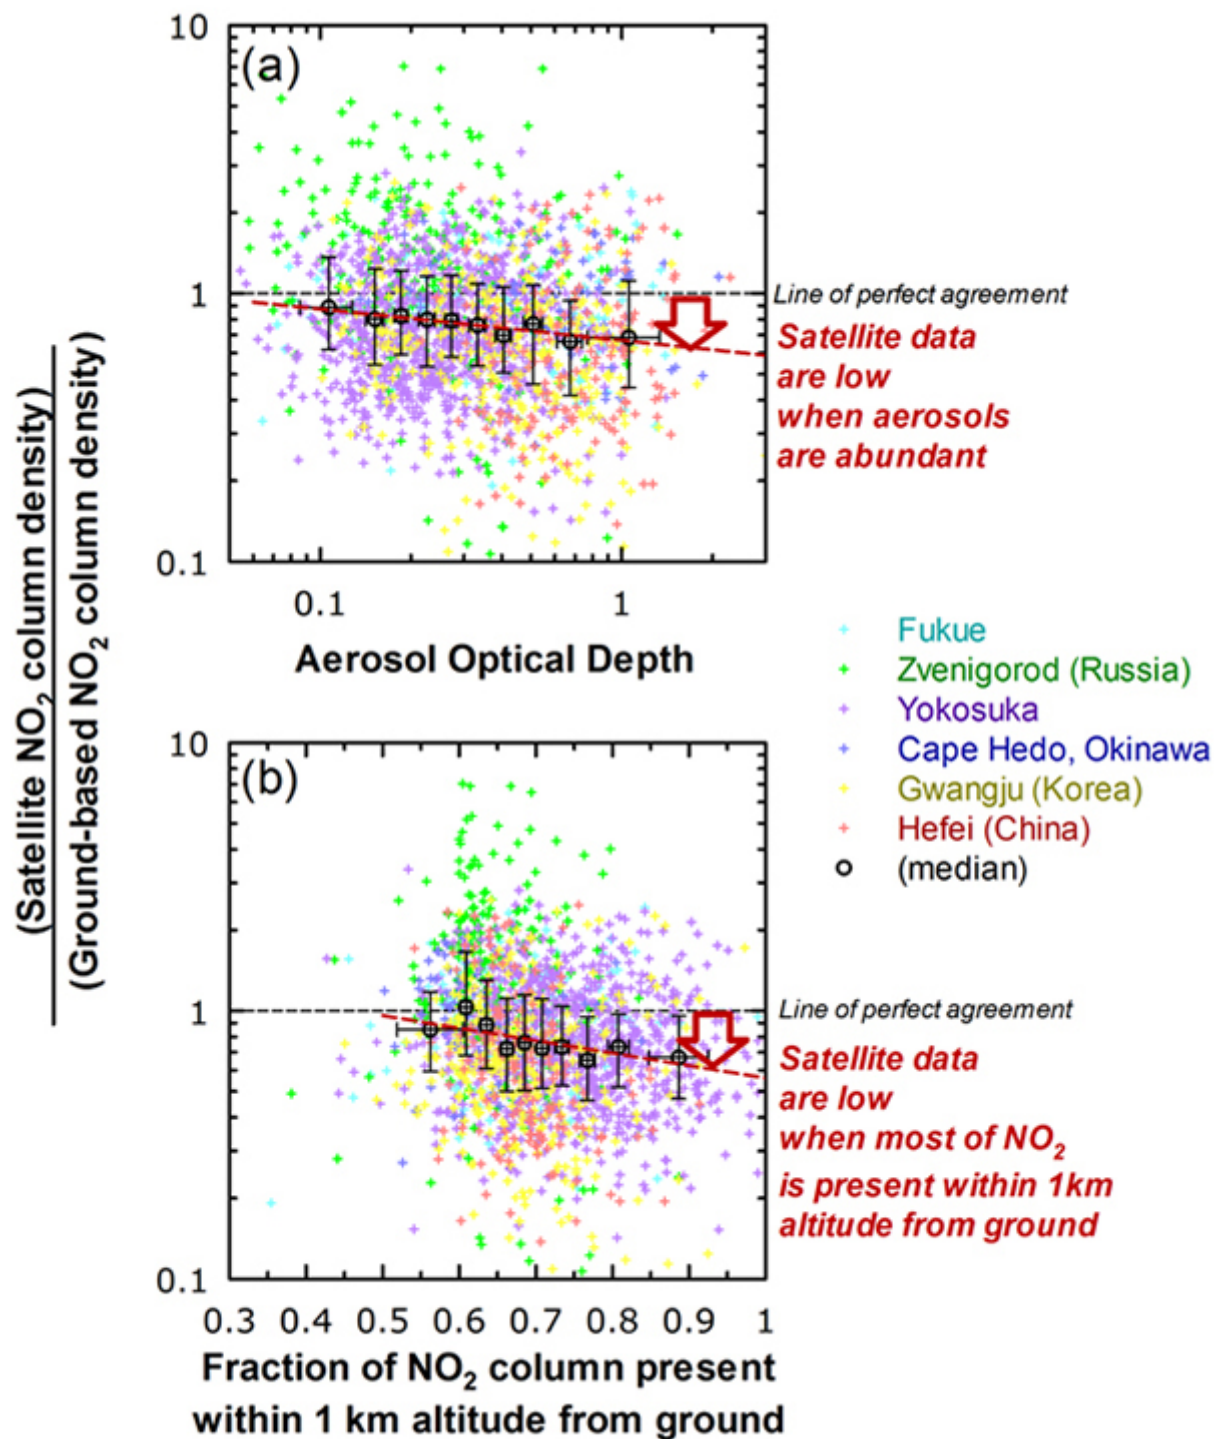 (Satellite NO₂ column density)
(Ground-based NO₂ column density)
(a)
10
1
0.1
0.1 1
Aerosol Optical Depth
Line of perfect agreement
Satellite data
are low
when aerosols
are abundant
Fukue
Zvenigorod (Russia)
Yokosuka
Cape Hedo, Okinawa
Gwangju (Korea)
Hefei (China)
(median)
(b)
10
1
0.1
0.3 0.4 0.5 0.6 0.7 0.8 0.9 1
Fraction of NO₂ column present
within 1 km altitude from ground
Line of perfect agreement
Satellite data
are low
when most of NO₂
is present within 1km
altitude from ground